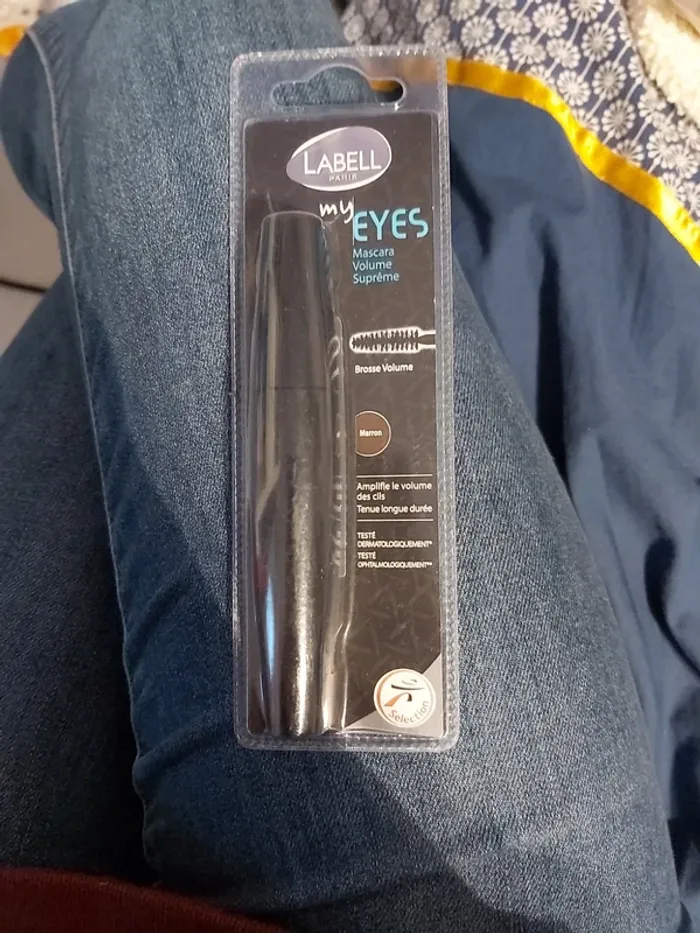 LABELL
PARIS
my
EYES
Mascara
Volume
Suprême
Brosse Volume
Marron
Amplifie le volume
des cils
Tenue longue durée
TESTÉ
DERMATOLOGIQUEMENT*
TESTÉ
OPHTALMOLOGIQUEMENT**
Selection